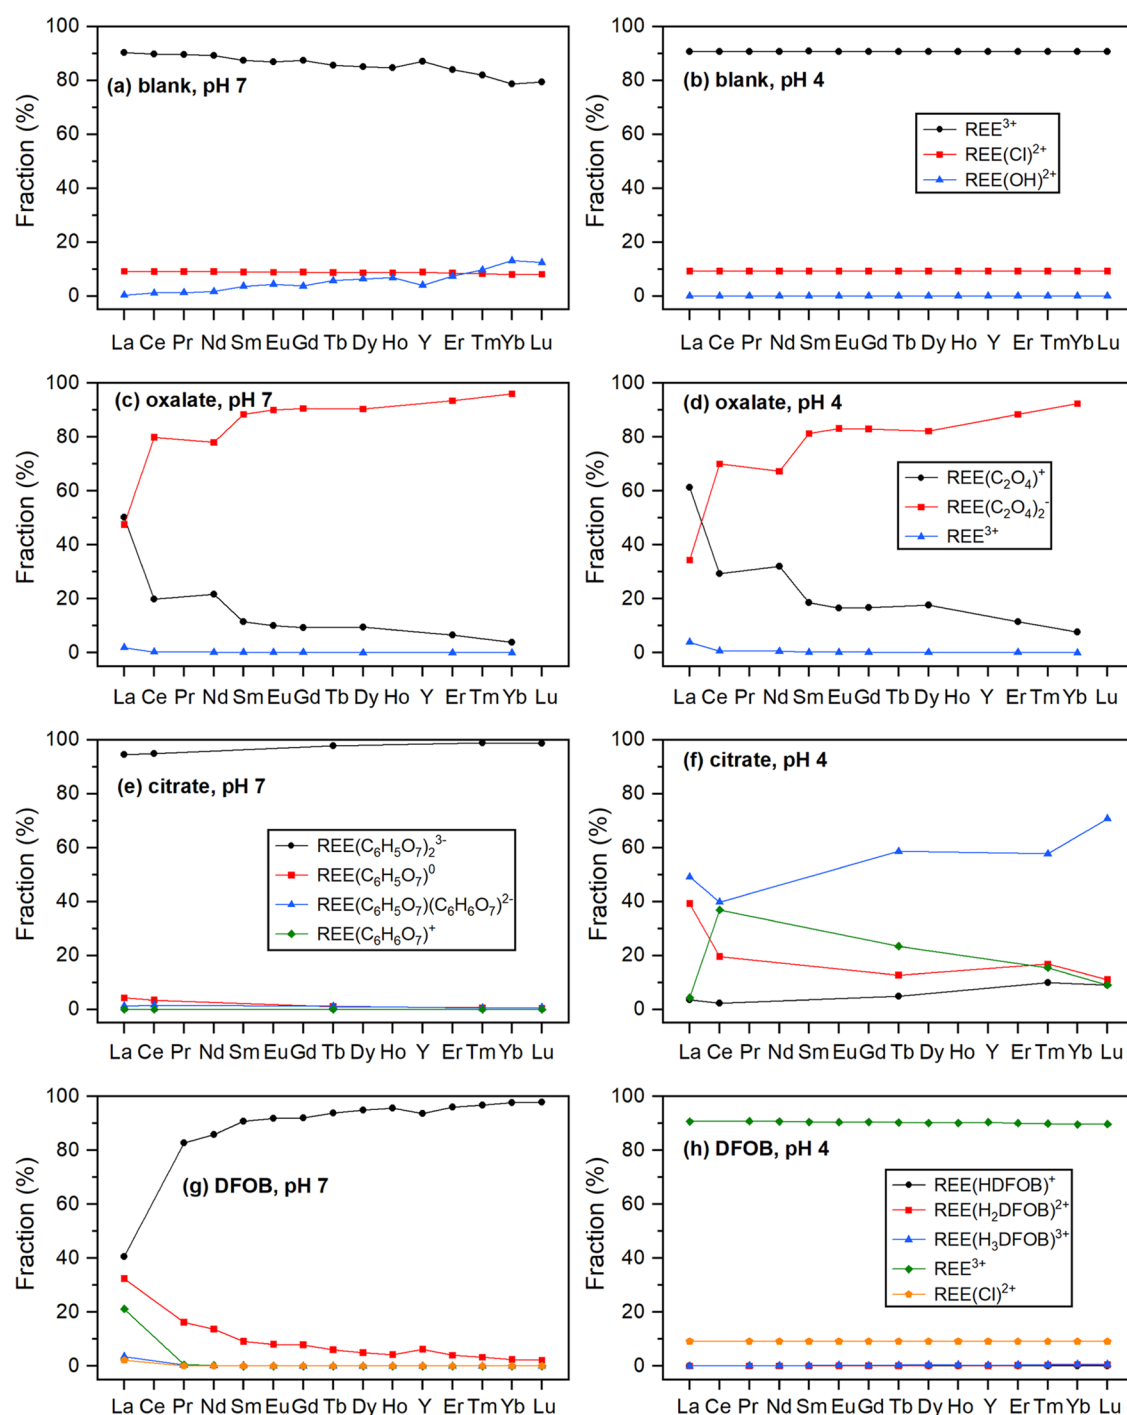 Fraction (%)
100
80
60
40
20
0
(a) blank, pH 7
La Ce Pr Nd Sm Eu Gd Tb Dy Ho Y Er Tm Yb Lu
Fraction (%)
100
80
60
40
20
0
(b) blank, pH 4
REE³⁺
REE(Cl)²⁺
REE(OH)²⁺
La Ce Pr Nd Sm Eu Gd Tb Dy Ho Y Er Tm Yb Lu
Fraction (%)
100
80
60
40
20
0
(c) oxalate, pH 7
La Ce Pr Nd Sm Eu Gd Tb Dy Ho Y Er Tm Yb Lu
Fraction (%)
100
80
60
40
20
0
(d) oxalate, pH 4
REE(C₂O₄)⁺
REE(C₂O₄)₂⁻
REE³⁺
La Ce Pr Nd Sm Eu Gd Tb Dy Ho Y Er Tm Yb Lu
Fraction (%)
100
80
60
40
20
0
(e) citrate, pH 7
REE(C₆H₅O₇)₂³⁻
REE(C₆H₅O₇)⁰
REE(C₆H₅O₇)(C₆H₆O₇)²⁻
REE(C₆H₆O₇)⁺
La Ce Pr Nd Sm Eu Gd Tb Dy Ho Y Er Tm Yb Lu
Fraction (%)
100
80
60
40
20
0
(f) citrate, pH 4
La Ce Pr Nd Sm Eu Gd Tb Dy Ho Y Er Tm Yb Lu
Fraction (%)
100
80
60
40
20
0
(g) DFOB, pH 7
La Ce Pr Nd Sm Eu Gd Tb Dy Ho Y Er Tm Yb Lu
Fraction (%)
100
80
60
40
20
0
(h) DFOB, pH 4
REE(HDFOB)⁺
REE(H₂DFOB)²⁺
REE(H₃DFOB)³⁺
REE³⁺
REE(Cl)²⁺
La Ce Pr Nd Sm Eu Gd Tb Dy Ho Y Er Tm Yb Lu